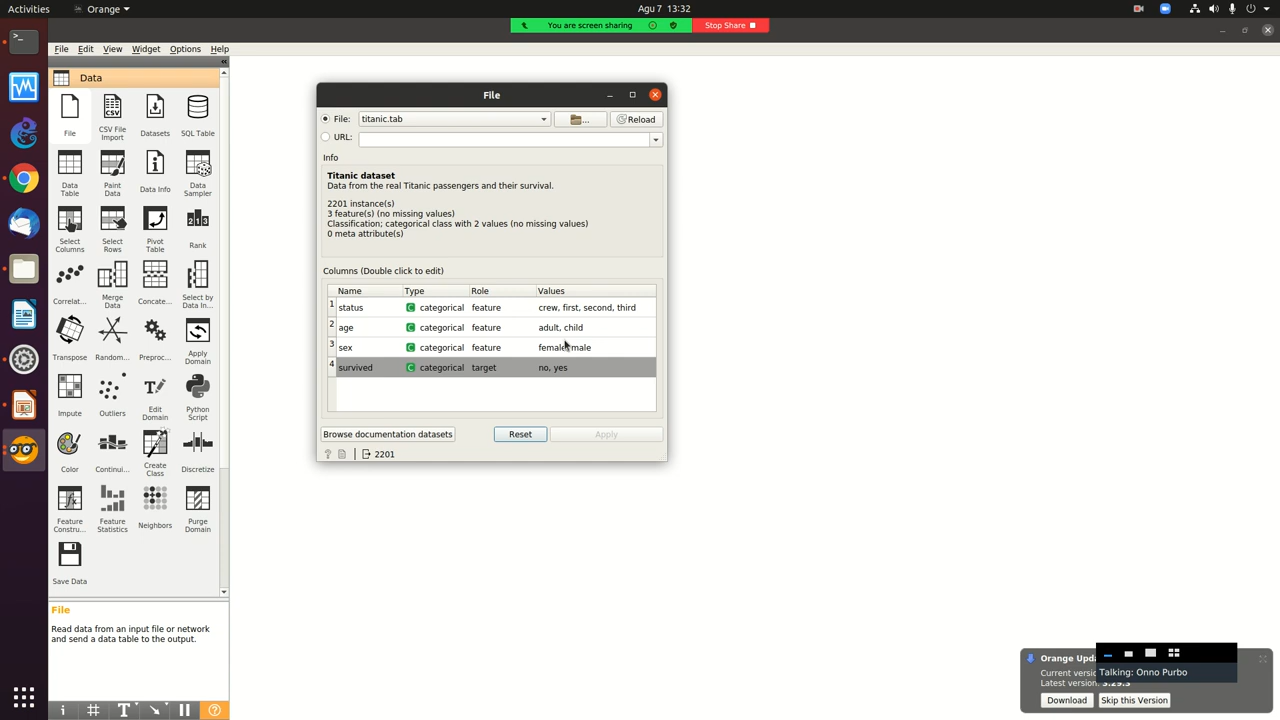 Activities
Orange
Agu 7 13:32
You are screen sharing
Stop Share
File Edit View Widget Options Help
Data
File
CSV File Import
Datasets
SQL Table
Data Table
Paint Data
Data Info
Data Sampler
Select Columns
Select Rows
Pivot Table
Rank
Correlat...
Merge Data
Concate...
Select by Data In...
Transpose
Random...
Preproc...
Apply Domain
Impute
Outliers
Edit Domain
Python Script
Color
Continui...
Create Class
Discretize
Feature Constru...
Feature Statistics
Neighbors
Purge Domain
Save Data
File
Read data from an input file or network
and send a data table to the output.
File
File: titanic.tab ... Reload
URL:
Info
Titanic dataset
Data from the real Titanic passengers and their survival.
2201 instance(s)
3 feature(s) (no missing values)
Classification; categorical class with 2 values (no missing values)
0 meta attribute(s)
Columns (Double click to edit)
Name Type Role Values
1 status C categorical feature crew, first, second, third
2 age C categorical feature adult, child
3 sex C categorical feature female, male
4 survived C categorical target no, yes
Browse documentation datasets Reset Apply
2201
Orange Upd
Current versi
Latest version:
Talking: Onno Purbo
Download Skip this Version